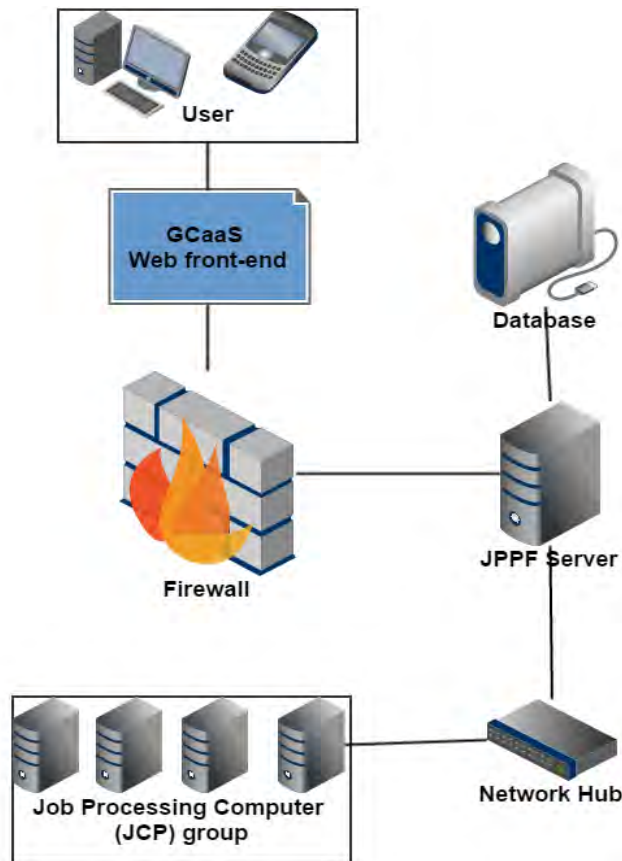 User
GCaaS
Web front-end
Database
JPPF Server
Firewall
Network Hub
Job Processing Computer
(JCP) group